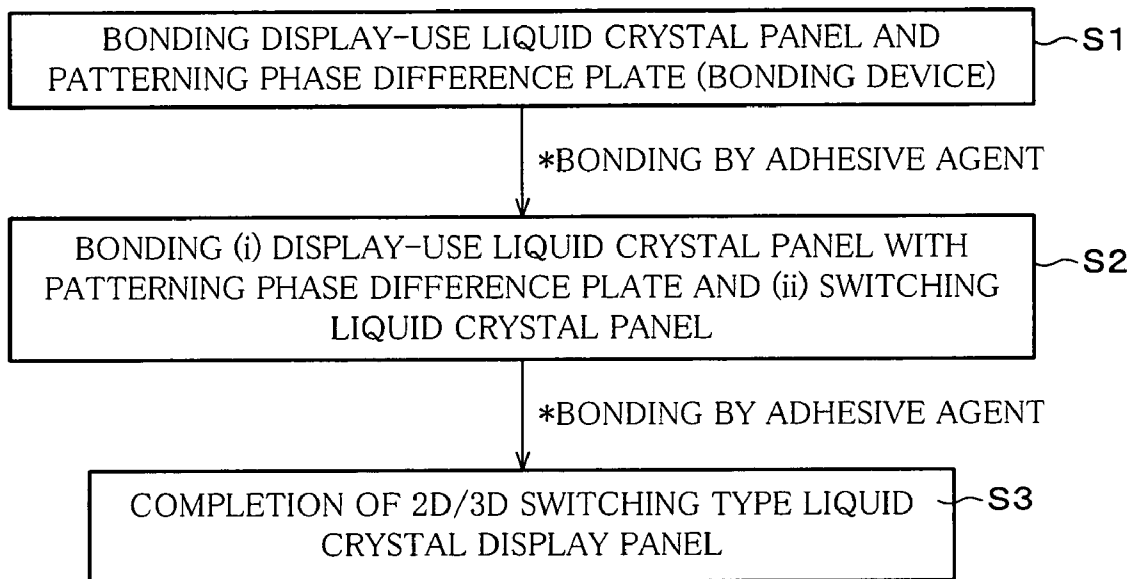 BONDING DISPLAY-USE LIQUID CRYSTAL PANEL AND
PATTERNING PHASE DIFFERENCE PLATE (BONDING DEVICE)
S1
*BONDING BY ADHESIVE AGENT
BONDING (i) DISPLAY-USE LIQUID CRYSTAL PANEL WITH
PATTERNING PHASE DIFFERENCE PLATE AND (ii) SWITCHING
LIQUID CRYSTAL PANEL
S2
*BONDING BY ADHESIVE AGENT
COMPLETION OF 2D/3D SWITCHING TYPE LIQUID
CRYSTAL DISPLAY PANEL
S3